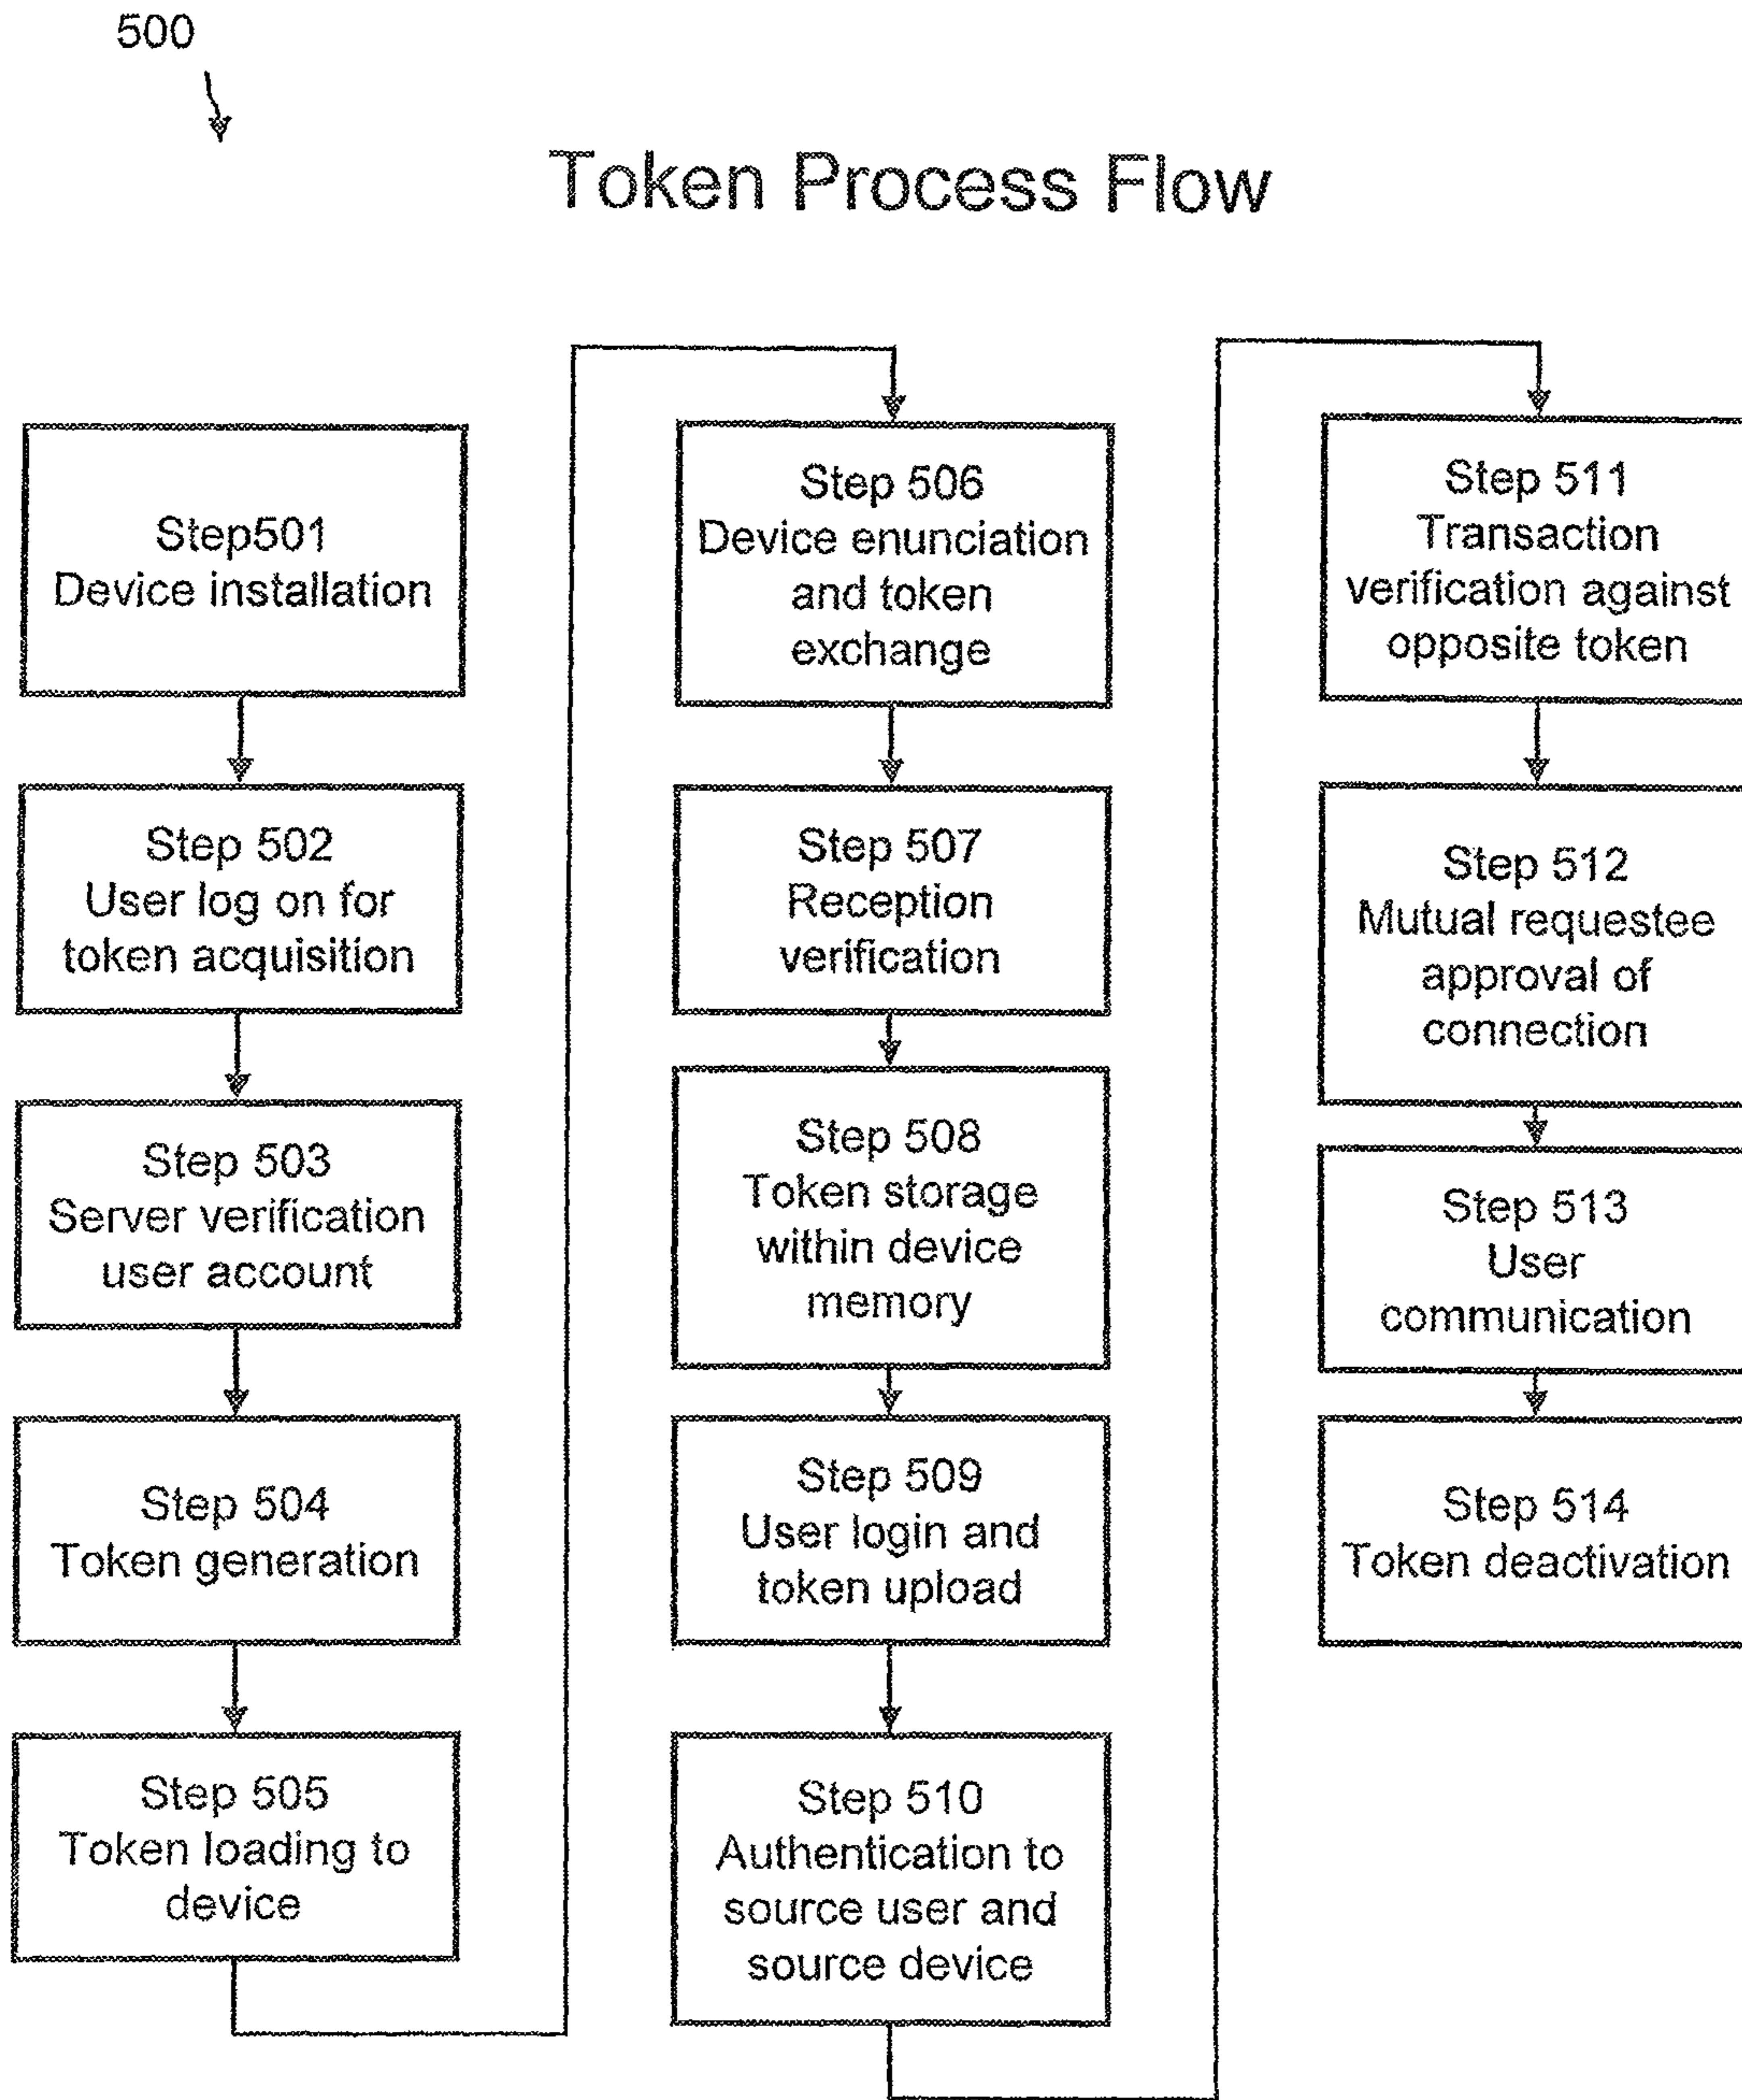 500
Token Process Flow
Step501
Device installation
Step 502
User log on for
token acquisition
Step 503
Server verification
user account
Step 504
Token generation
Step 505
Token loading to
device
Step 506
Device enunciation
and token
exchange
Step 507
Reception
verification
Step 508
Token storage
within device
memory
Step 509
User login and
token upload
Step 510
Authentication to
source user and
source device
Step 511
Transaction
verification against
opposite token
Step 512
Mutual requestee
approval of
connection
Step 513
User
communication
Step 514
Token deactivation